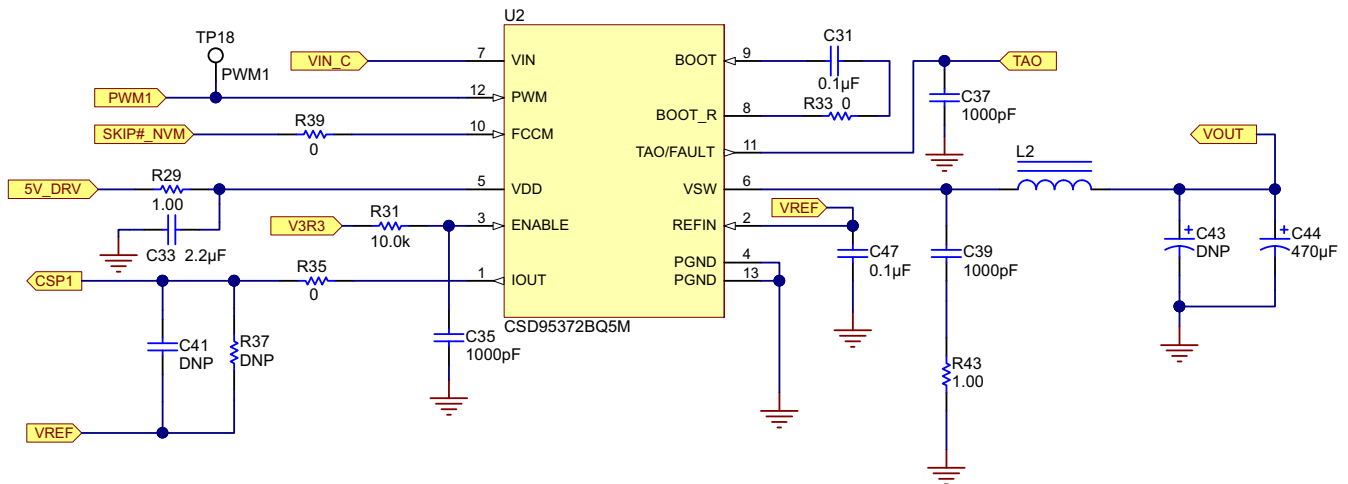 U2
TP18
PWM1
VIN_C
7
VIN
PWM1
12
PWM
SKIP#_NVM
R39
0
10
FCCM
5V_DRV
R29
1.00
C33 2.2µF
5
VDD
V3R3
R31
10.0k
3
ENABLE
CSP1
R35
0
1
IOUT
C41
DNP
R37
DNP
C35
1000pF
VREF
CSD95372BQ5M
BOOT
9
C31
0.1µF
BOOT_R
8
R33 0
TAO/FAULT
11
TAO
C37
1000pF
VSW
6
L2
VOUT
REFIN
2
VREF
C47
0.1µF
PGND
4
PGND
13
C39
1000pF
R43
1.00
+
C43
DNP
+
C44
470µF